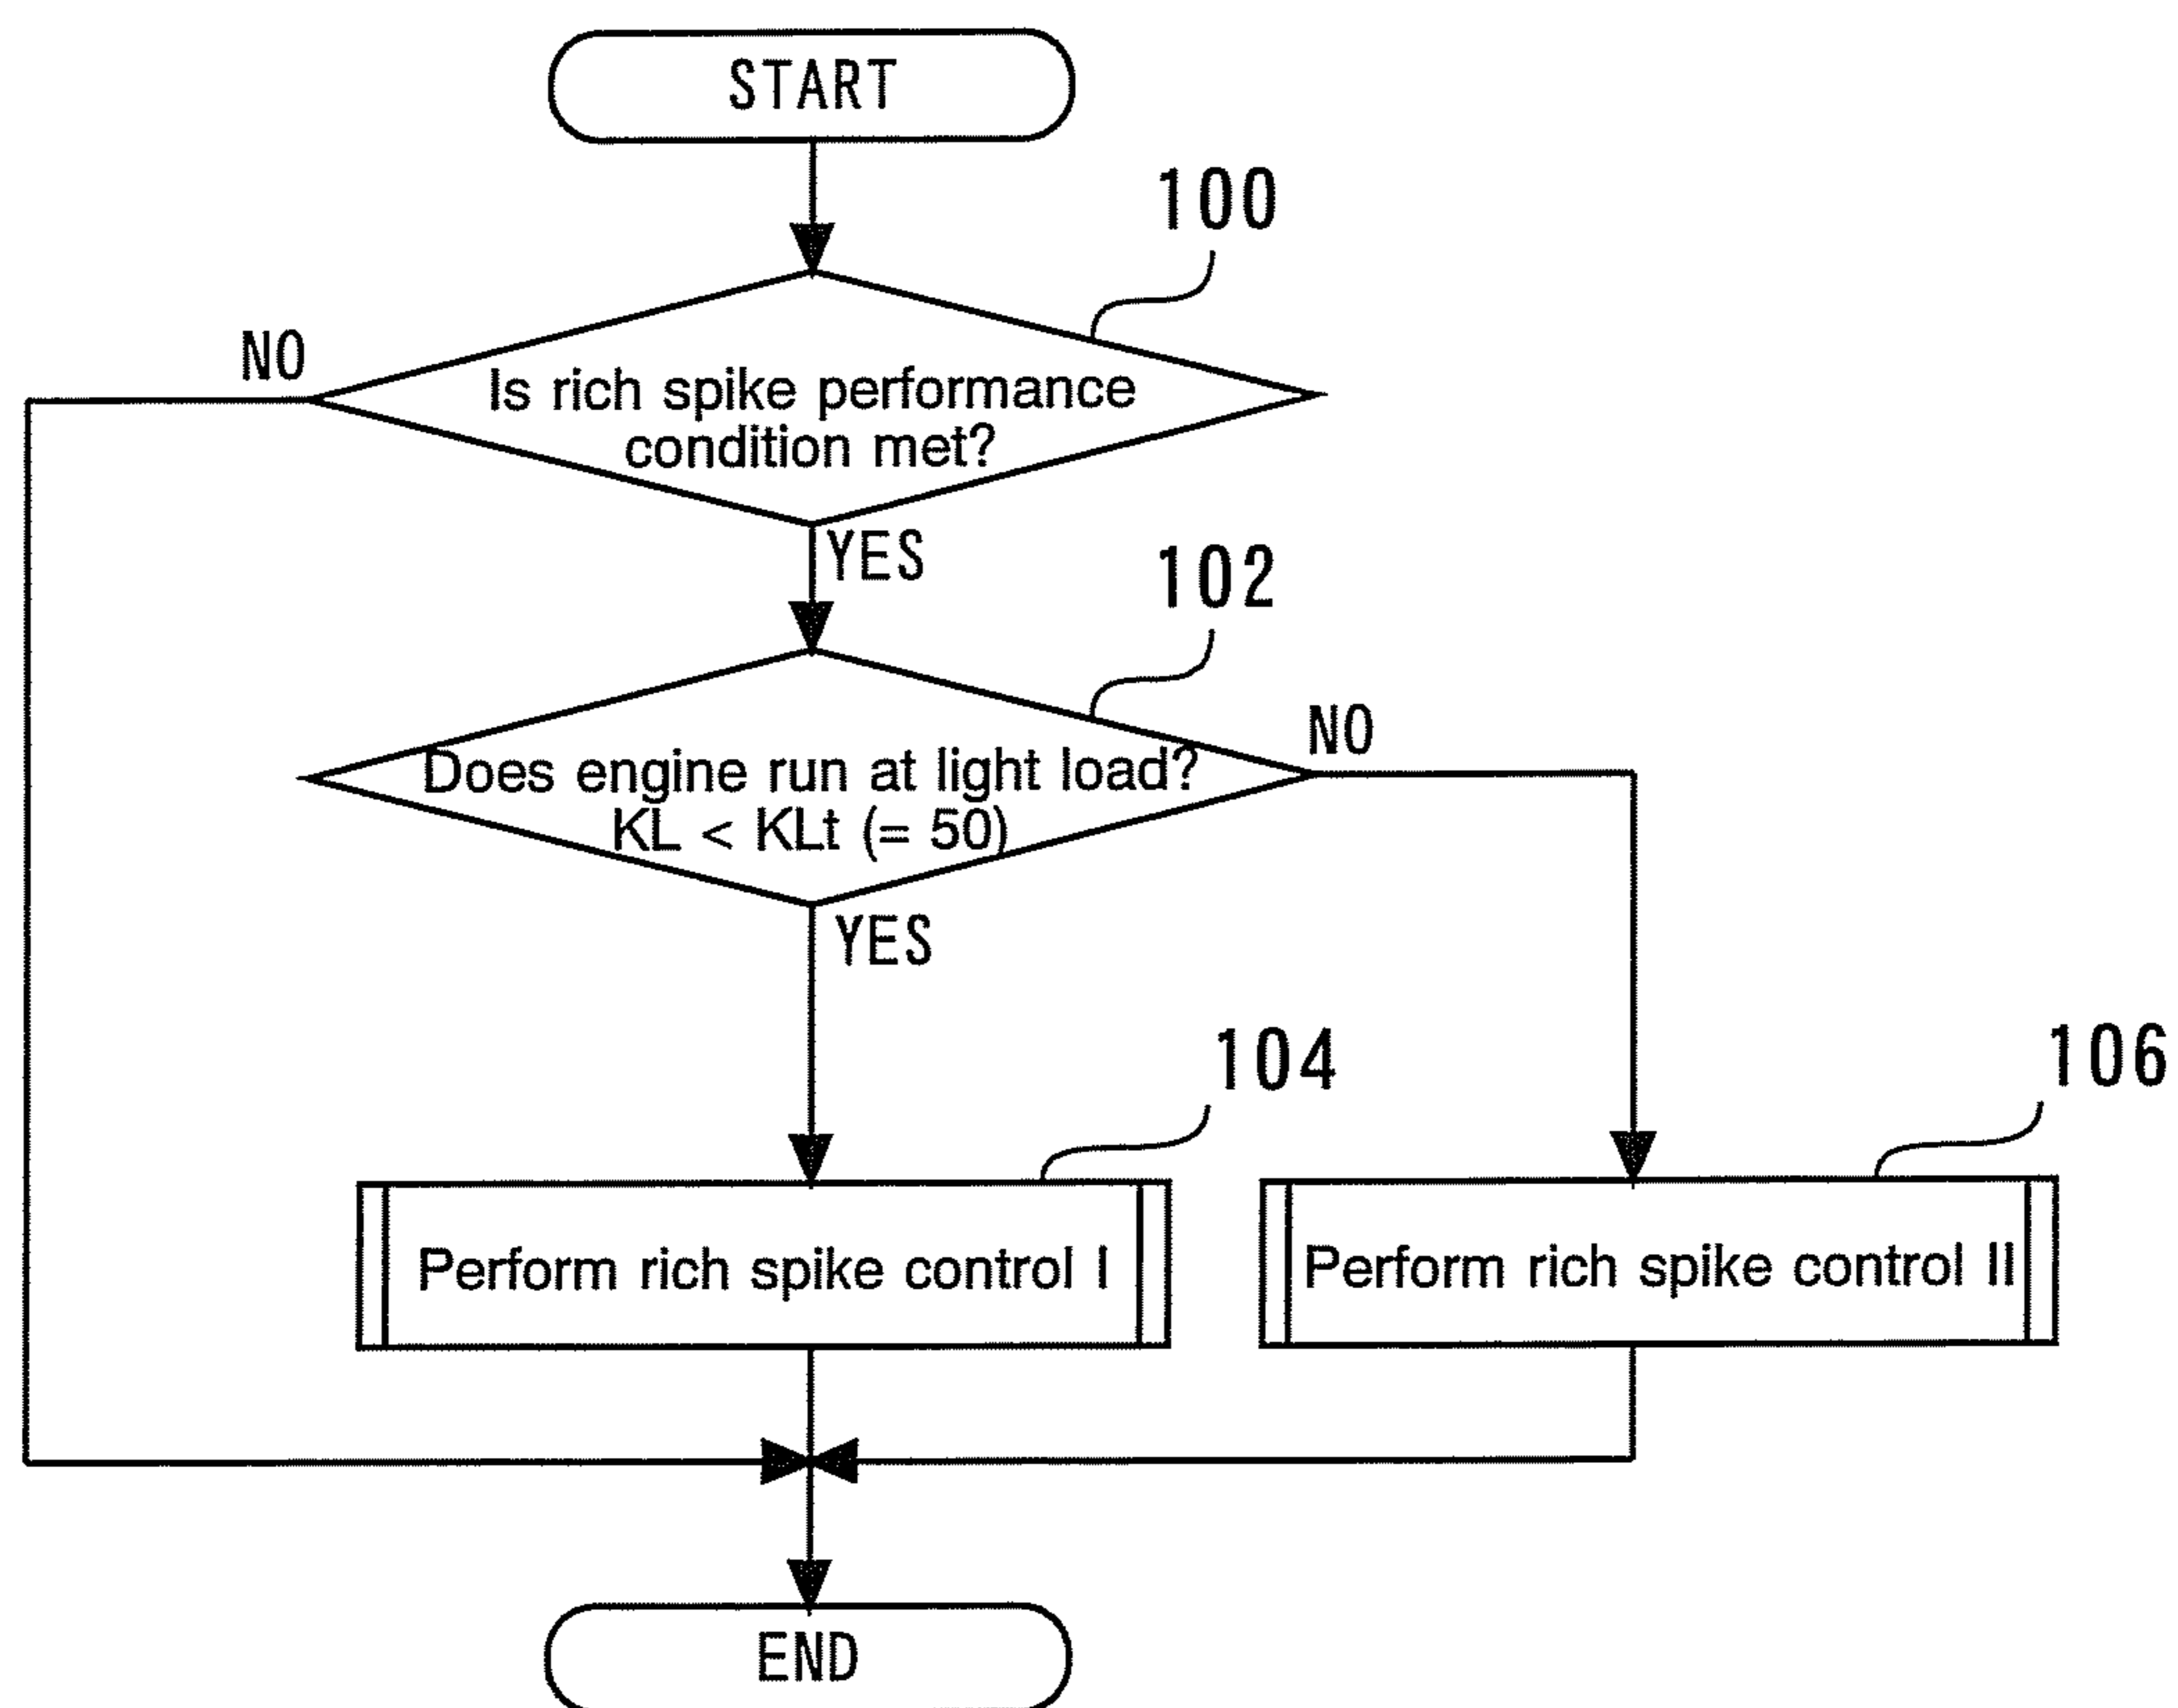 START
100
NO
Is rich spike performance
condition met?
YES
102
NO
Does engine run at light load?
KL < KLt (= 50)
YES
104
106
Perform rich spike control I
Perform rich spike control II
END